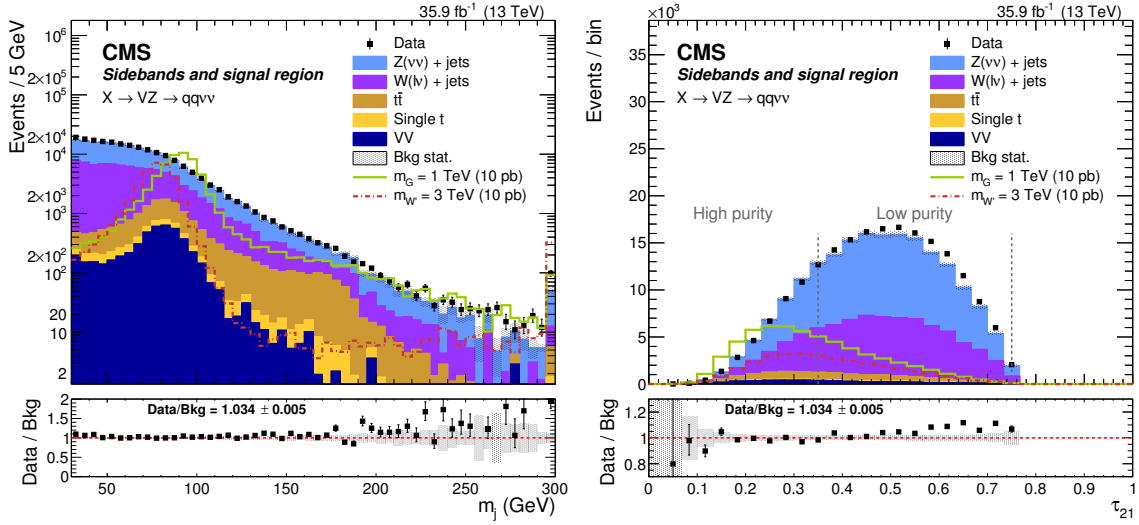 35.9 fb⁻¹ (13 TeV)
CMS
Sidebands and signal region
X → VZ → qqνν
Data
Z(νν) + jets
W(lν) + jets
tt̄
Single t
VV
Bkg stat.
m_G = 1 TeV (10 pb)
m_W' = 3 TeV (10 pb)
Events / 5 GeV
10⁶
2×10⁵
10⁵
2×10⁴
10⁴
2×10³
10³
2×10²
10²
20
10
2
Data/Bkg = 1.034 ± 0.005
Data / Bkg
2
1.5
1
0.5
0
50 100 150 200 250 300
m_j (GeV)
×10³
35.9 fb⁻¹ (13 TeV)
CMS
Sidebands and signal region
X → VZ → qqνν
Data
Z(νν) + jets
W(lν) + jets
tt̄
Single t
VV
Bkg stat.
m_G = 1 TeV (10 pb)
m_W' = 3 TeV (10 pb)
High purity
Low purity
Events / bin
35
30
25
20
15
10
5
0
Data/Bkg = 1.034 ± 0.005
Data / Bkg
1.2
1
0.8
0 0.1 0.2 0.3 0.4 0.5 0.6 0.7 0.8 0.9 1
τ₂₁